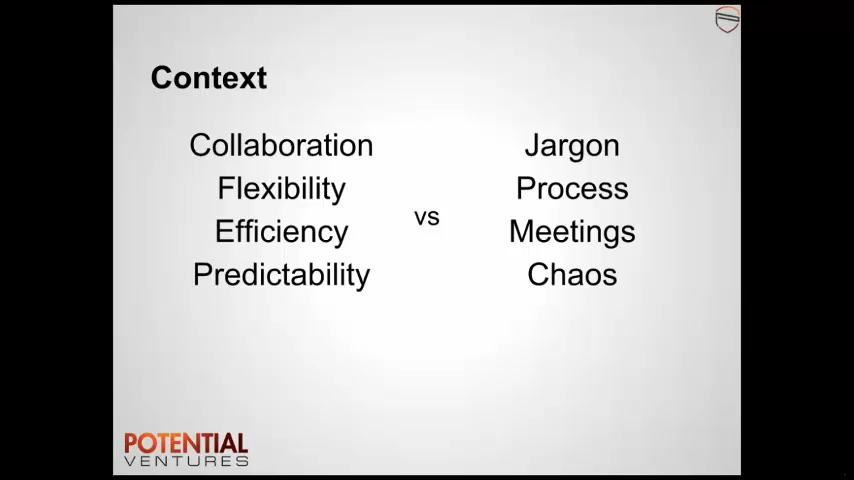 Context
Collaboration
Flexibility
Efficiency
Predictability
vs
Jargon
Process
Meetings
Chaos
POTENTIAL
VENTURES